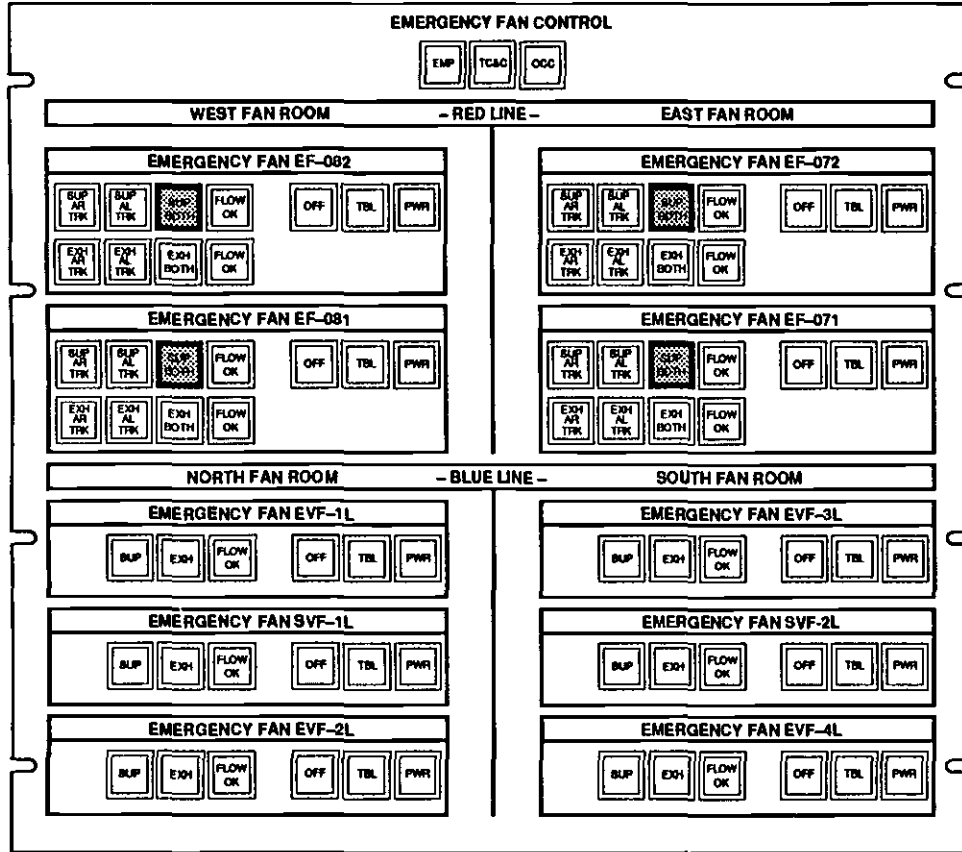 EMERGENCY FAN CONTROL
EMP TC&C OCC
WEST FAN ROOM – RED LINE – EAST FAN ROOM
EMERGENCY FAN EF–082
SUP AR TRK SUP AL TRK SUP BOTH FLOW OK OFF TBL PWR
EXH AR TRK EXH AL TRK EXH BOTH FLOW OK
EMERGENCY FAN EF–072
SUP AR TRK SUP AL TRK SUP BOTH FLOW OK OFF TBL PWR
EXH AR TRK EXH AL TRK EXH BOTH FLOW OK
EMERGENCY FAN EF–081
SUP AR TRK SUP AL TRK SUP BOTH FLOW OK OFF TBL PWR
EXH AR TRK EXH AL TRK EXH BOTH FLOW OK
EMERGENCY FAN EF–071
SUP AR TRK SUP AL TRK SUP BOTH FLOW OK OFF TBL PWR
EXH AR TRK EXH AL TRK EXH BOTH FLOW OK
NORTH FAN ROOM – BLUE LINE – SOUTH FAN ROOM
EMERGENCY FAN EVF–1L
SUP EXH FLOW OK OFF TBL PWR
EMERGENCY FAN EVF–3L
SUP EXH FLOW OK OFF TBL PWR
EMERGENCY FAN SVF–1L
SUP EXH FLOW OK OFF TBL PWR
EMERGENCY FAN SVF-2L
SUP EXH FLOW OK OFF TBL PWR
EMERGENCY FAN EVF–2L
SUP EXH FLOW OK OFF TBL PWR
EMERGENCY FAN EVF–4L
SUP EXH FLOW OK OFF TBL PWR